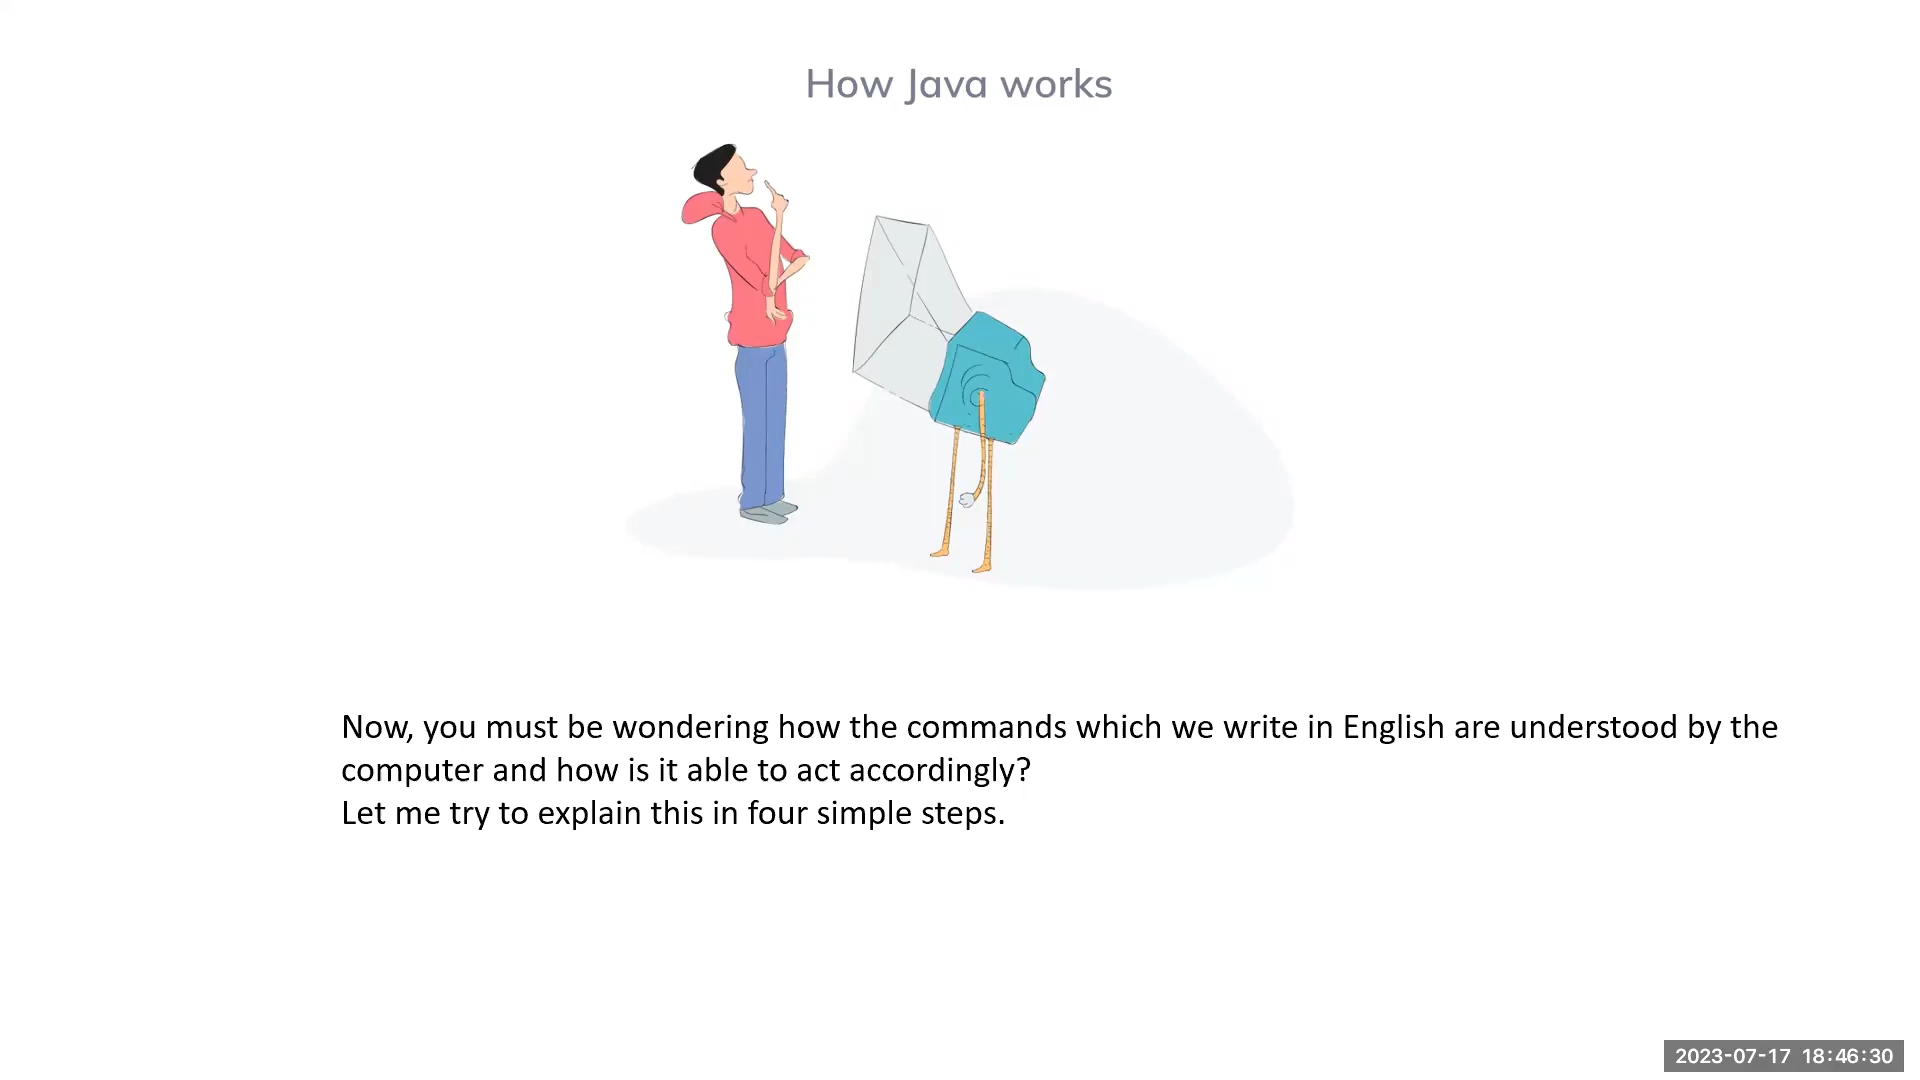 How Java works
Now, you must be wondering how the commands which we write in English are understood by the
computer and how is it able to act accordingly?
Let me try to explain this in four simple steps.
2023-07-17 18:46:30